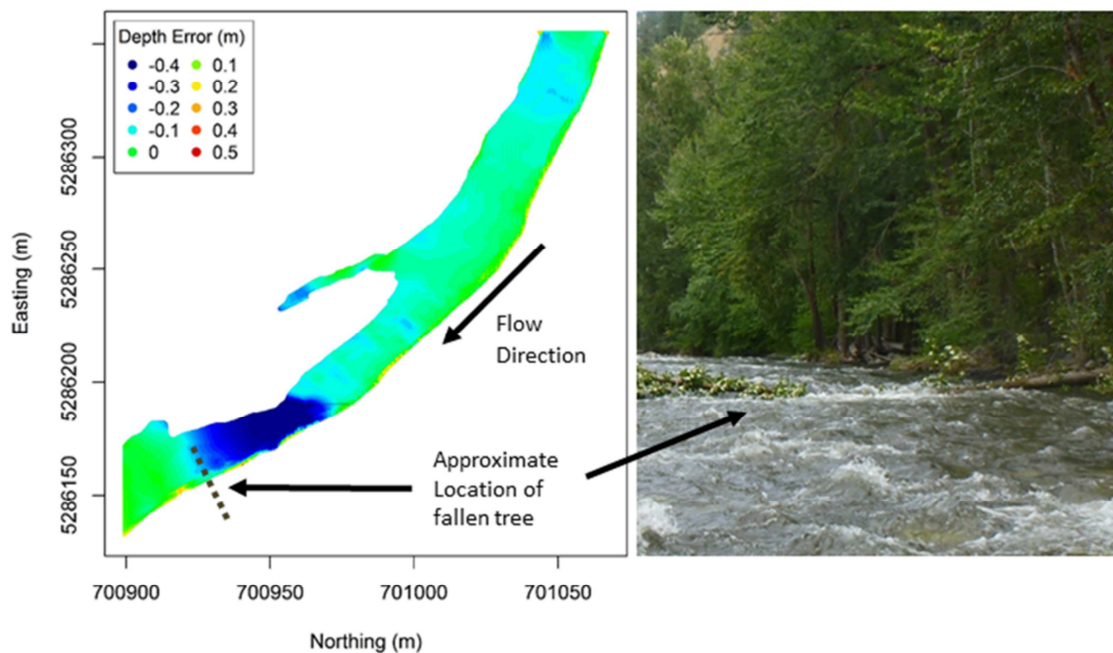 Depth Error (m)
-0.4 0.1
-0.3 0.2
-0.2 0.3
-0.1 0.4
0 0.5
Easting (m)
5286300
5286250
5286200
5286150
Flow
Direction
Approximate
Location of
fallen tree
700900 700950 701000 701050
Northing (m)